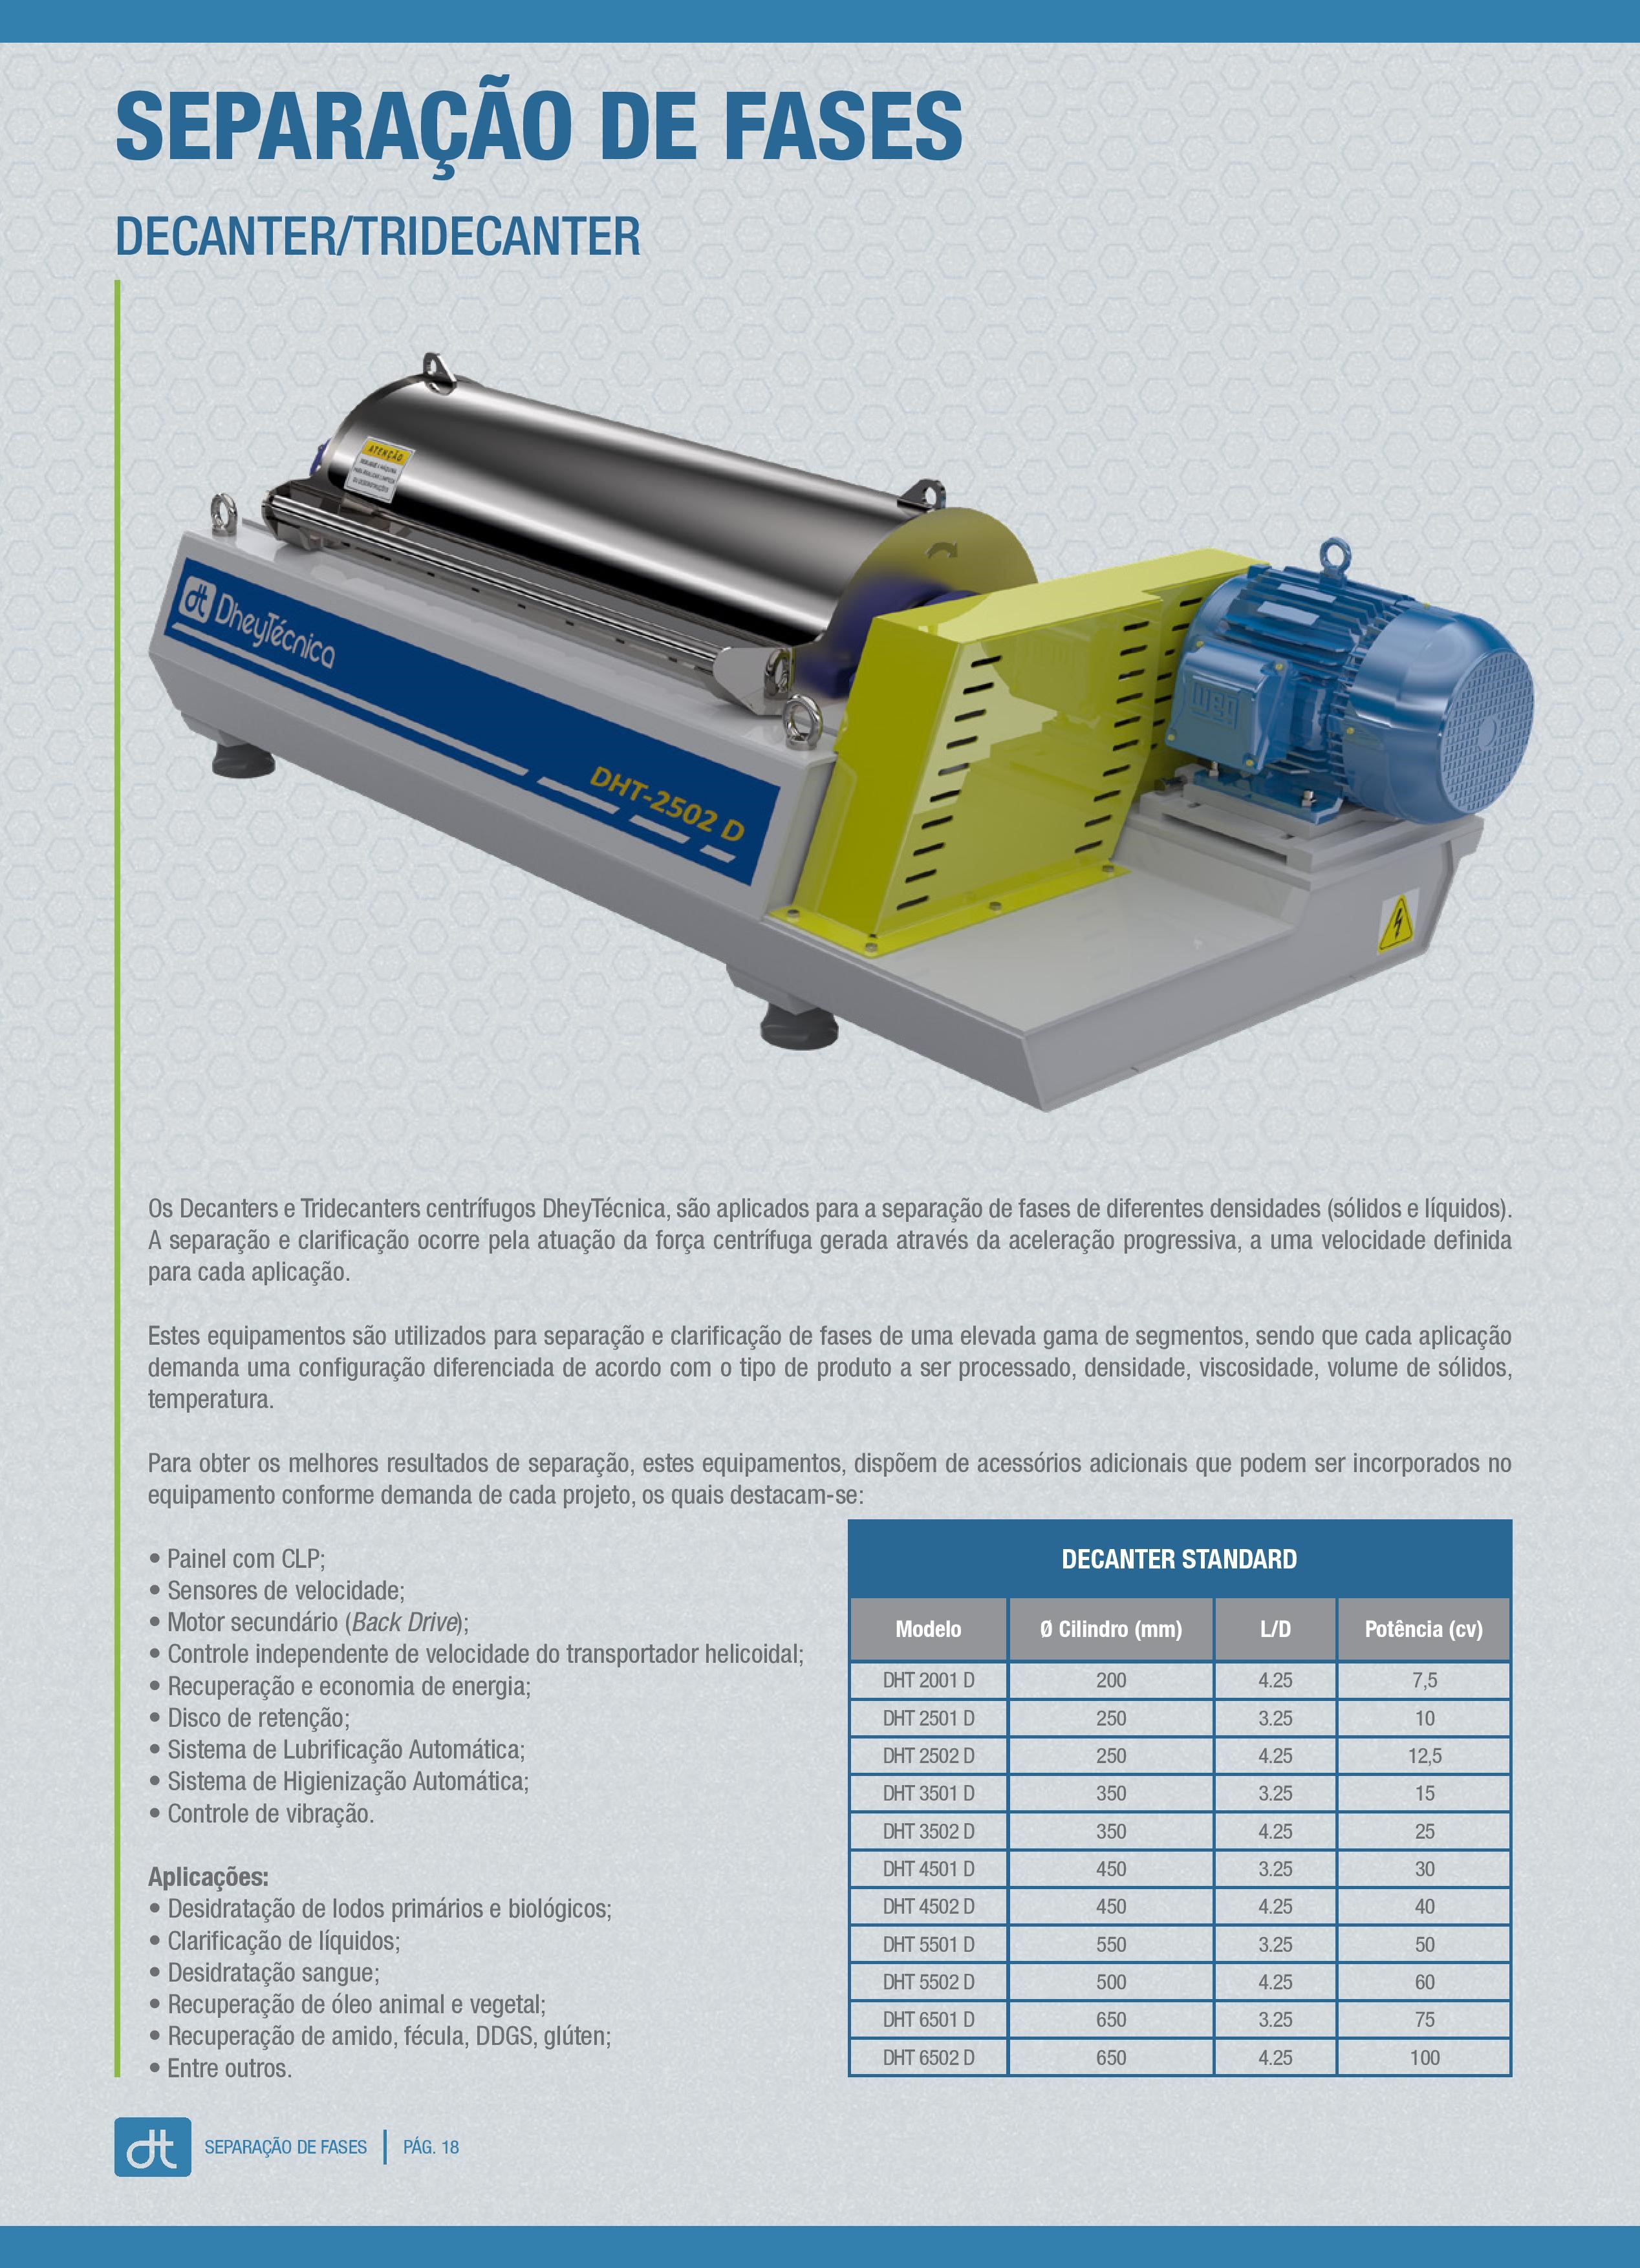 SEPARAÇÃO DE FASES
DECANTER/TRIDECANTER
ATENÇÃO
dt DheyTécnica
DHT-2502 D
WEG
Os Decanters e Tridecanters centrífugos DheyTécnica, são aplicados para a separação de fases de diferentes densidades (sólidos e líquidos).
A separação e clarificação ocorre pela atuação da força centrífuga gerada através da aceleração progressiva, a uma velocidade definida
para cada aplicação.
Estes equipamentos são utilizados para separação e clarificação de fases de uma elevada gama de segmentos, sendo que cada aplicação
demanda uma configuração diferenciada de acordo com o tipo de produto a ser processado, densidade, viscosidade, volume de sólidos,
temperatura.
Para obter os melhores resultados de separação, estes equipamentos, dispõem de acessórios adicionais que podem ser incorporados no
equipamento conforme demanda de cada projeto, os quais destacam-se:
• Painel com CLP;
• Sensores de velocidade;
• Motor secundário (Back Drive);
• Controle independente de velocidade do transportador helicoidal;
• Recuperação e economia de energia;
• Disco de retenção;
• Sistema de Lubrificação Automática;
• Sistema de Higienização Automática;
• Controle de vibração.
Aplicações:
• Desidratação de lodos primários e biológicos;
• Clarificação de líquidos;
• Desidratação sangue;
• Recuperação de óleo animal e vegetal;
• Recuperação de amido, fécula, DDGS, glúten;
• Entre outros.
DECANTER STANDARD
Modelo Ø Cilindro (mm) L/D Potência (cv)
DHT 2001 D 200 4.25 7,5
DHT 2501 D 250 3.25 10
DHT 2502 D 250 4.25 12,5
DHT 3501 D 350 3.25 15
DHT 3502 D 350 4.25 25
DHT 4501 D 450 3.25 30
DHT 4502 D 450 4.25 40
DHT 5501 D 550 3.25 50
DHT 5502 D 500 4.25 60
DHT 6501 D 650 3.25 75
DHT 6502 D 650 4.25 100
dt SEPARAÇÃO DE FASES | PÁG. 18